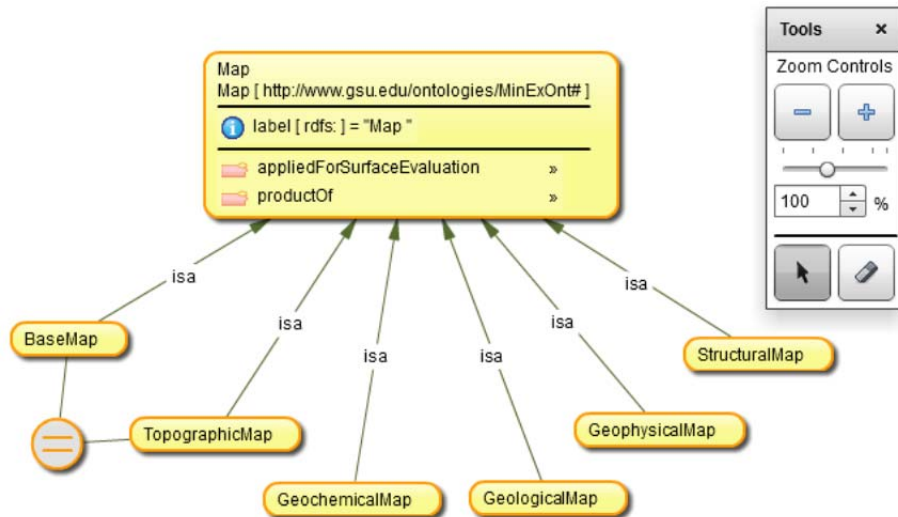 Map
Map [ http://www.gsu.edu/ontologies/MinExOnt# ]
label [ rdfs: ] = "Map "
appliedForSurfaceEvaluation »
productOf »
Tools ×
Zoom Controls
100 %
isa
isa
isa
isa
isa
isa
BaseMap
StructuralMap
TopographicMap
GeophysicalMap
GeochemicalMap
GeologicalMap